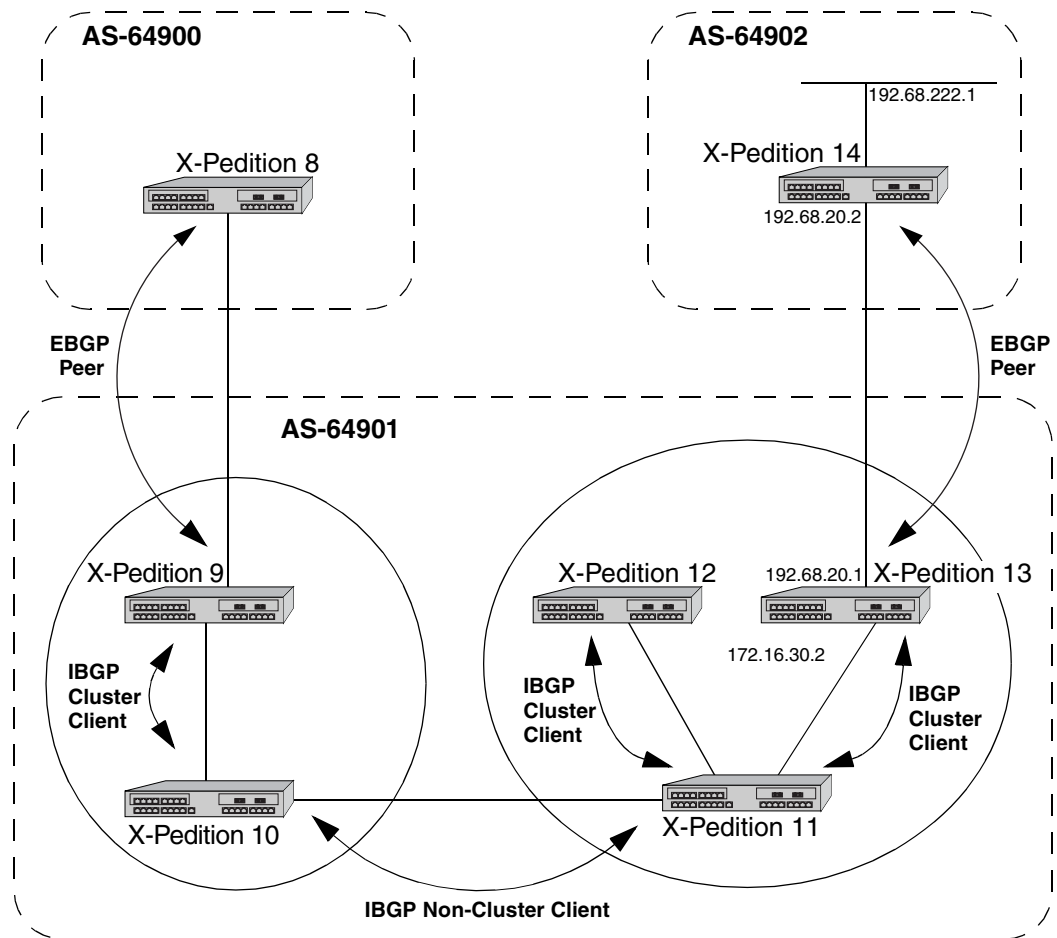 AS-64900
AS-64902
192.68.222.1
X-Pedition 8
X-Pedition 14
192.68.20.2
EBGP
Peer
EBGP
Peer
AS-64901
X-Pedition 9
X-Pedition 12
192.68.20.1
X-Pedition 13
172.16.30.2
IBGP
Cluster
Client
IBGP
Cluster
Client
IBGP
Cluster
Client
X-Pedition 10
X-Pedition 11
IBGP Non-Cluster Client